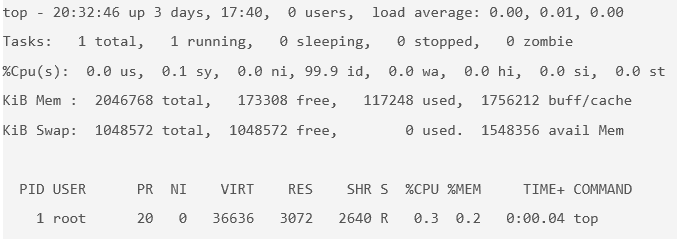 top - 20:32:46 up 3 days, 17:40,  0 users,  load average: 0.00, 0.01, 0.00
Tasks:   1 total,   1 running,   0 sleeping,   0 stopped,   0 zombie
%Cpu(s):  0.0 us,  0.1 sy,  0.0 ni, 99.9 id,  0.0 wa,  0.0 hi,  0.0 si,  0.0 st
KiB Mem :  2046768 total,   173308 free,   117248 used,  1756212 buff/cache
KiB Swap:  1048572 total,  1048572 free,        0 used.  1548356 avail Mem
  PID USER      PR  NI    VIRT    RES    SHR S  %CPU %MEM     TIME+ COMMAND
    1 root      20   0   36636   3072   2640 R   0.3  0.2   0:00.04 top